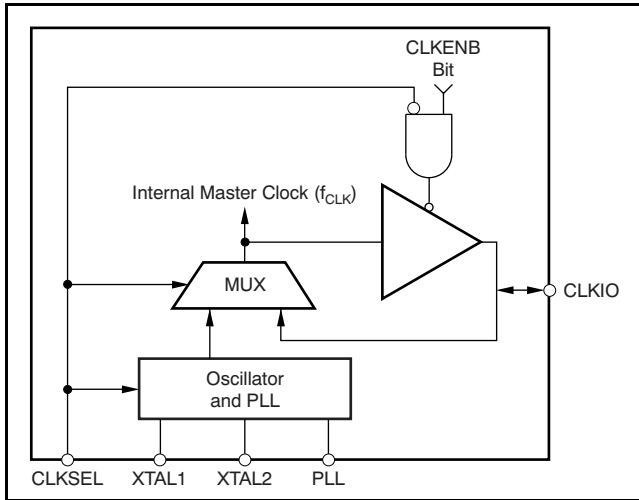 CLKENB
Bit
Internal Master Clock (fCLK)
MUX
CLKIO
Oscillator
and PLL
CLKSEL XTAL1 XTAL2 PLL